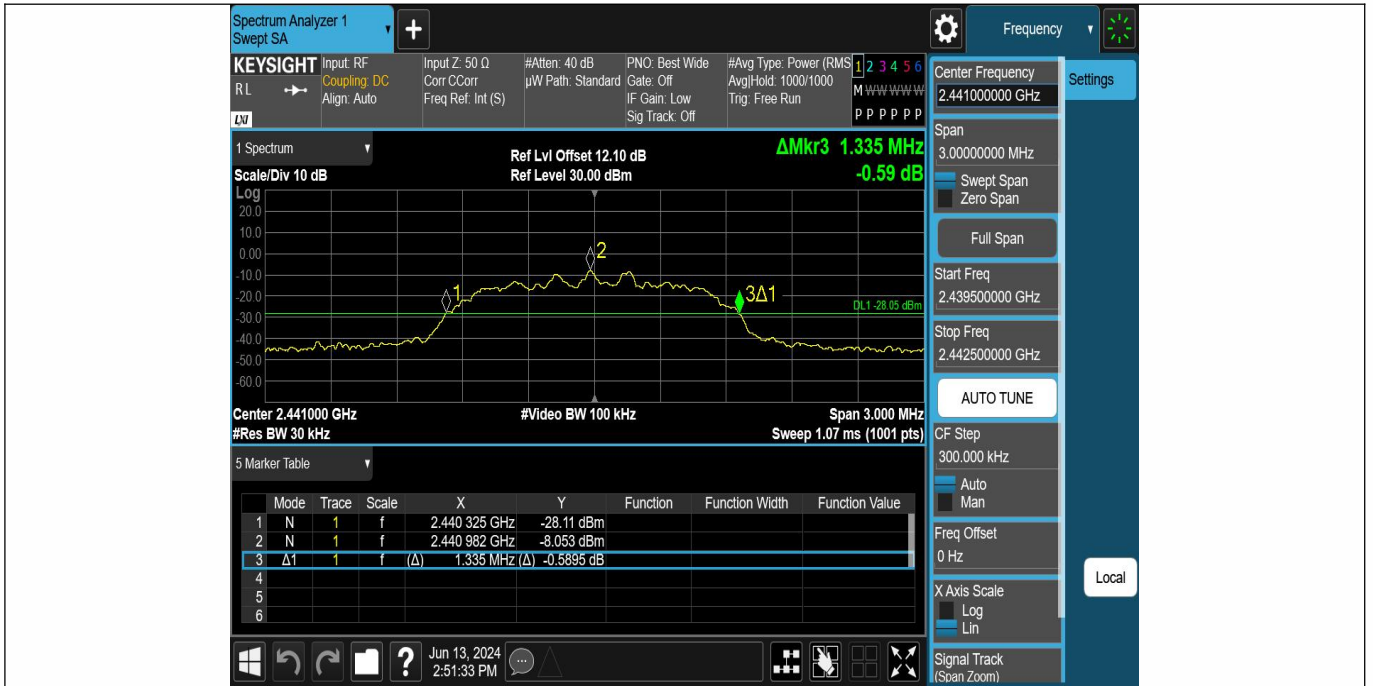 Spectrum Analyzer 1
Swept SA
+
Frequency
KEYSIGHT
RL
LXI
Input: RF
Coupling: DC
Align: Auto
Input Z: 50 Ω
Corr CCorr
Freq Ref: Int (S)
#Atten: 40 dB
µW Path: Standard
PNO: Best Wide
Gate: Off
IF Gain: Low
Sig Track: Off
#Avg Type: Power (RMS
Avg|Hold: 1000/1000
Trig: Free Run
1 2 3 4 5 6
M W W W W W
P P P P P P
1 Spectrum
Scale/Div 10 dB
Ref Lvl Offset 12.10 dB
Ref Level 30.00 dBm
ΔMkr3 1.335 MHz
-0.59 dB
Log
20.0
10.0
0.00
-10.0
-20.0
-30.0
-40.0
-50.0
-60.0
1
2
3Δ1
DL1 -28.05 dBm
Center 2.441000 GHz
#Video BW 100 kHz
Span 3.000 MHz
#Res BW 30 kHz
Sweep 1.07 ms (1001 pts)
5 Marker Table
Mode Trace Scale X Y Function Function Width Function Value
1 N 1 f 2.440 325 GHz -28.11 dBm
2 N 1 f 2.440 982 GHz -8.053 dBm
3 Δ1 1 f (Δ) 1.335 MHz (Δ) -0.5895 dB
4
5
6
?
Jun 13, 2024
2:51:33 PM
Center Frequency
2.441000000 GHz
Settings
Span
3.00000000 MHz
Swept Span
Zero Span
Full Span
Start Freq
2.439500000 GHz
Stop Freq
2.442500000 GHz
AUTO TUNE
CF Step
300.000 kHz
Auto
Man
Freq Offset
0 Hz
X Axis Scale
Log
Lin
Signal Track
(Span Zoom)
Local